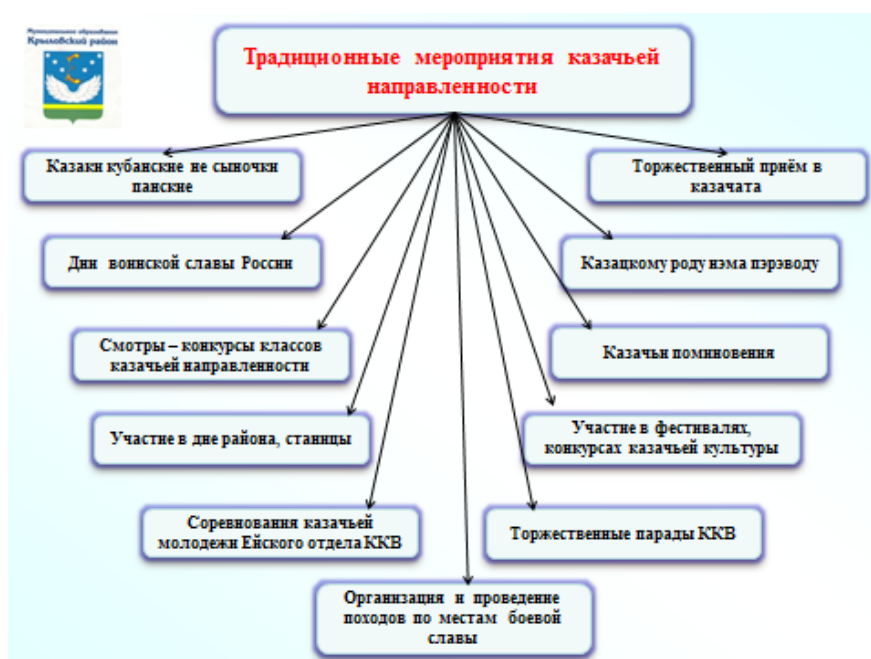 Муниципальное образование
Крыловский район
Традиционные мероприятия казачьей
направленности
Казаки кубанские не сыночки
панские
Торжественный приём в
казачата
Дни воинской славы России
Казацкому роду нэма пэрэводу
Смотры – конкурсы классов
казачьей направленности
Казачьи поминовения
Участие в дне района, станицы
Участие в фестивалях,
конкурсах казачьей культуры
Соревнования казачьей
молодежи Ейского отдела ККВ
Торжественные парады ККВ
Организация и проведение
походов по местам боевой
славы